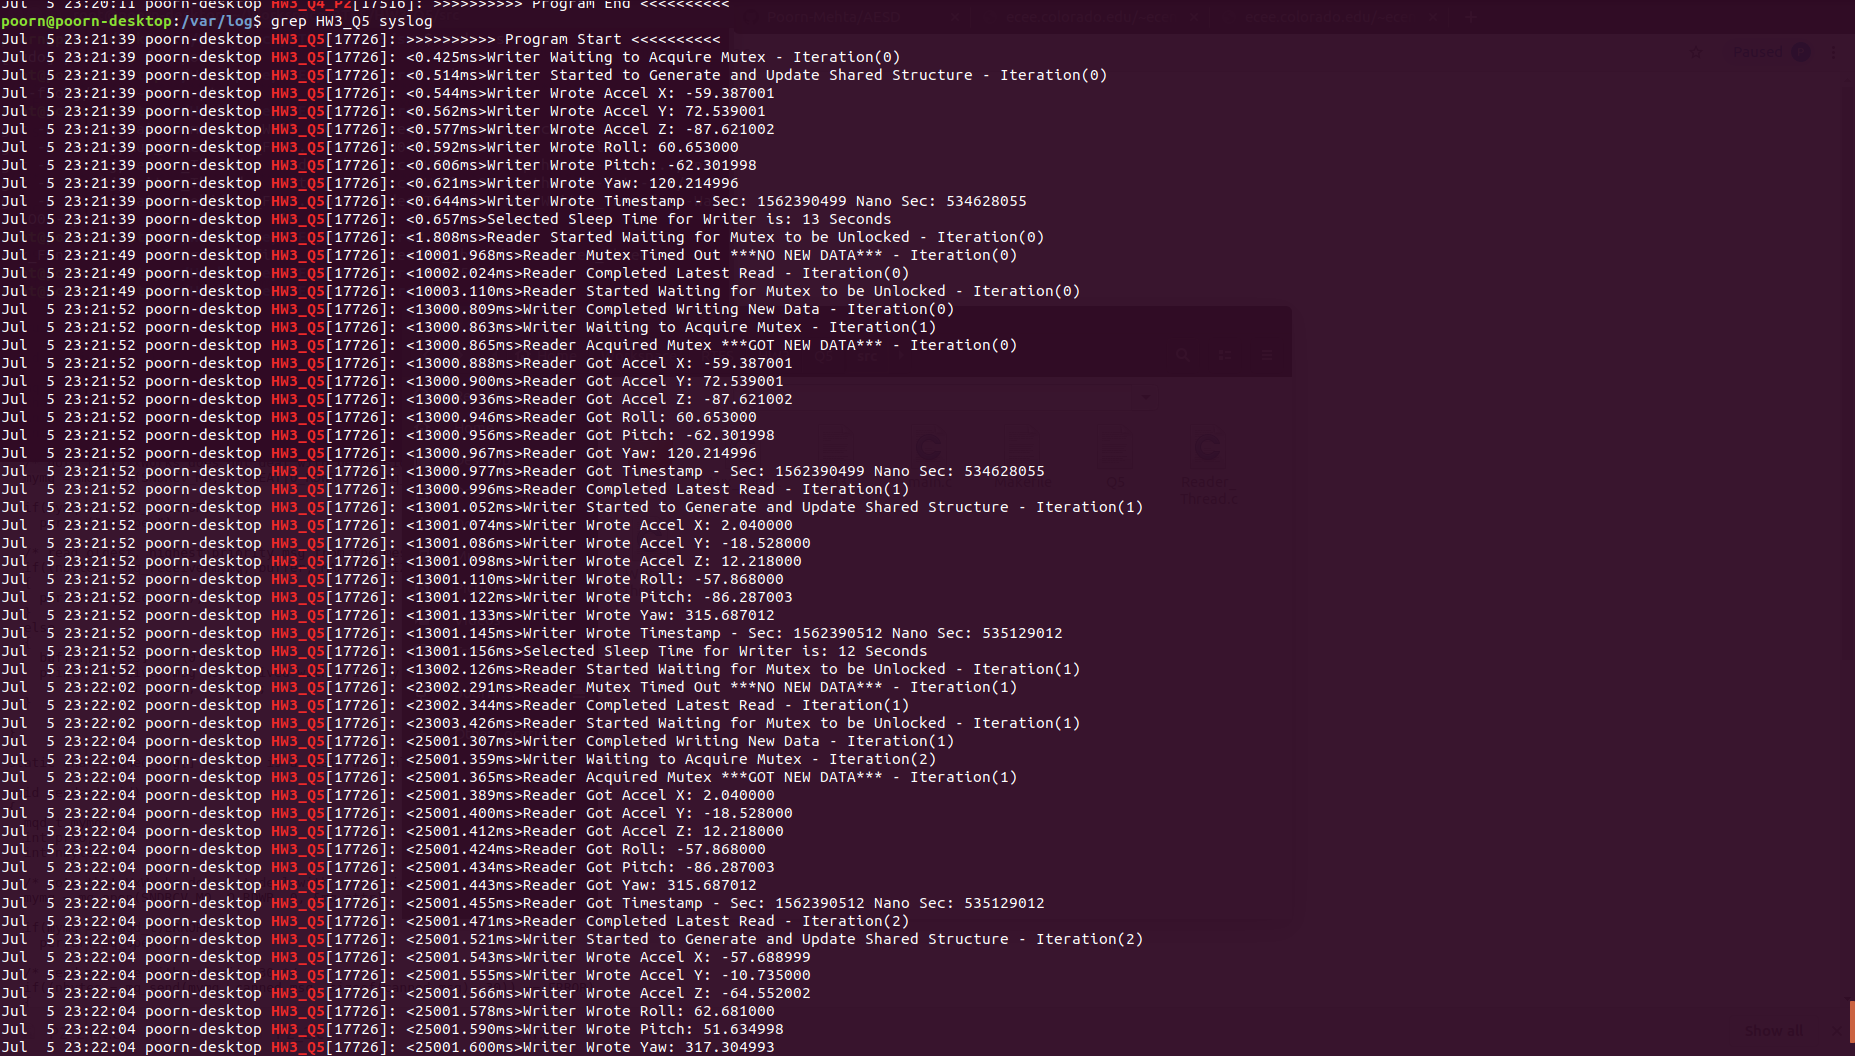 Jul  5 23:20:11 poorn-desktop HW3_Q4_P2[17516]: >>>>>>>>>> Program End <<<<<<<<<<
poorn@poorn-desktop:/var/log$ grep HW3_Q5 syslog
Jul  5 23:21:39 poorn-desktop HW3_Q5[17726]: >>>>>>>>>> Program Start <<<<<<<<<<
Jul  5 23:21:39 poorn-desktop HW3_Q5[17726]: <0.425ms>Writer Waiting to Acquire Mutex - Iteration(0)
Jul  5 23:21:39 poorn-desktop HW3_Q5[17726]: <0.514ms>Writer Started to Generate and Update Shared Structure - Iteration(0)
Jul  5 23:21:39 poorn-desktop HW3_Q5[17726]: <0.544ms>Writer Wrote Accel X: -59.387001
Jul  5 23:21:39 poorn-desktop HW3_Q5[17726]: <0.562ms>Writer Wrote Accel Y: 72.539001
Jul  5 23:21:39 poorn-desktop HW3_Q5[17726]: <0.577ms>Writer Wrote Accel Z: -87.621002
Jul  5 23:21:39 poorn-desktop HW3_Q5[17726]: <0.592ms>Writer Wrote Roll: 60.653000
Jul  5 23:21:39 poorn-desktop HW3_Q5[17726]: <0.606ms>Writer Wrote Pitch: -62.301998
Jul  5 23:21:39 poorn-desktop HW3_Q5[17726]: <0.621ms>Writer Wrote Yaw: 120.214996
Jul  5 23:21:39 poorn-desktop HW3_Q5[17726]: <0.644ms>Writer Wrote Timestamp - Sec: 1562390499 Nano Sec: 534628055
Jul  5 23:21:39 poorn-desktop HW3_Q5[17726]: <0.657ms>Selected Sleep Time for Writer is: 13 Seconds
Jul  5 23:21:39 poorn-desktop HW3_Q5[17726]: <1.808ms>Reader Started Waiting for Mutex to be Unlocked - Iteration(0)
Jul  5 23:21:49 poorn-desktop HW3_Q5[17726]: <10001.968ms>Reader Mutex Timed Out ***NO NEW DATA*** - Iteration(0)
Jul  5 23:21:49 poorn-desktop HW3_Q5[17726]: <10002.024ms>Reader Completed Latest Read - Iteration(0)
Jul  5 23:21:49 poorn-desktop HW3_Q5[17726]: <10003.110ms>Reader Started Waiting for Mutex to be Unlocked - Iteration(0)
Jul  5 23:21:52 poorn-desktop HW3_Q5[17726]: <13000.809ms>Writer Completed Writing New Data - Iteration(0)
Jul  5 23:21:52 poorn-desktop HW3_Q5[17726]: <13000.863ms>Writer Waiting to Acquire Mutex - Iteration(1)
Jul  5 23:21:52 poorn-desktop HW3_Q5[17726]: <13000.865ms>Reader Acquired Mutex ***GOT NEW DATA*** - Iteration(0)
Jul  5 23:21:52 poorn-desktop HW3_Q5[17726]: <13000.888ms>Reader Got Accel X: -59.387001
Jul  5 23:21:52 poorn-desktop HW3_Q5[17726]: <13000.900ms>Reader Got Accel Y: 72.539001
Jul  5 23:21:52 poorn-desktop HW3_Q5[17726]: <13000.936ms>Reader Got Accel Z: -87.621002
Jul  5 23:21:52 poorn-desktop HW3_Q5[17726]: <13000.946ms>Reader Got Roll: 60.653000
Jul  5 23:21:52 poorn-desktop HW3_Q5[17726]: <13000.956ms>Reader Got Pitch: -62.301998
Jul  5 23:21:52 poorn-desktop HW3_Q5[17726]: <13000.967ms>Reader Got Yaw: 120.214996
Jul  5 23:21:52 poorn-desktop HW3_Q5[17726]: <13000.977ms>Reader Got Timestamp - Sec: 1562390499 Nano Sec: 534628055
Jul  5 23:21:52 poorn-desktop HW3_Q5[17726]: <13000.996ms>Reader Completed Latest Read - Iteration(1)
Jul  5 23:21:52 poorn-desktop HW3_Q5[17726]: <13001.052ms>Writer Started to Generate and Update Shared Structure - Iteration(1)
Jul  5 23:21:52 poorn-desktop HW3_Q5[17726]: <13001.074ms>Writer Wrote Accel X: 2.040000
Jul  5 23:21:52 poorn-desktop HW3_Q5[17726]: <13001.086ms>Writer Wrote Accel Y: -18.528000
Jul  5 23:21:52 poorn-desktop HW3_Q5[17726]: <13001.098ms>Writer Wrote Accel Z: 12.218000
Jul  5 23:21:52 poorn-desktop HW3_Q5[17726]: <13001.110ms>Writer Wrote Roll: -57.868000
Jul  5 23:21:52 poorn-desktop HW3_Q5[17726]: <13001.122ms>Writer Wrote Pitch: -86.287003
Jul  5 23:21:52 poorn-desktop HW3_Q5[17726]: <13001.133ms>Writer Wrote Yaw: 315.687012
Jul  5 23:21:52 poorn-desktop HW3_Q5[17726]: <13001.145ms>Writer Wrote Timestamp - Sec: 1562390512 Nano Sec: 535129012
Jul  5 23:21:52 poorn-desktop HW3_Q5[17726]: <13001.156ms>Selected Sleep Time for Writer is: 12 Seconds
Jul  5 23:21:52 poorn-desktop HW3_Q5[17726]: <13002.126ms>Reader Started Waiting for Mutex to be Unlocked - Iteration(1)
Jul  5 23:22:02 poorn-desktop HW3_Q5[17726]: <23002.291ms>Reader Mutex Timed Out ***NO NEW DATA*** - Iteration(1)
Jul  5 23:22:02 poorn-desktop HW3_Q5[17726]: <23002.344ms>Reader Completed Latest Read - Iteration(1)
Jul  5 23:22:02 poorn-desktop HW3_Q5[17726]: <23003.426ms>Reader Started Waiting for Mutex to be Unlocked - Iteration(1)
Jul  5 23:22:04 poorn-desktop HW3_Q5[17726]: <25001.307ms>Writer Completed Writing New Data - Iteration(1)
Jul  5 23:22:04 poorn-desktop HW3_Q5[17726]: <25001.359ms>Writer Waiting to Acquire Mutex - Iteration(2)
Jul  5 23:22:04 poorn-desktop HW3_Q5[17726]: <25001.365ms>Reader Acquired Mutex ***GOT NEW DATA*** - Iteration(1)
Jul  5 23:22:04 poorn-desktop HW3_Q5[17726]: <25001.389ms>Reader Got Accel X: 2.040000
Jul  5 23:22:04 poorn-desktop HW3_Q5[17726]: <25001.400ms>Reader Got Accel Y: -18.528000
Jul  5 23:22:04 poorn-desktop HW3_Q5[17726]: <25001.412ms>Reader Got Accel Z: 12.218000
Jul  5 23:22:04 poorn-desktop HW3_Q5[17726]: <25001.424ms>Reader Got Roll: -57.868000
Jul  5 23:22:04 poorn-desktop HW3_Q5[17726]: <25001.434ms>Reader Got Pitch: -86.287003
Jul  5 23:22:04 poorn-desktop HW3_Q5[17726]: <25001.443ms>Reader Got Yaw: 315.687012
Jul  5 23:22:04 poorn-desktop HW3_Q5[17726]: <25001.455ms>Reader Got Timestamp - Sec: 1562390512 Nano Sec: 535129012
Jul  5 23:22:04 poorn-desktop HW3_Q5[17726]: <25001.471ms>Reader Completed Latest Read - Iteration(2)
Jul  5 23:22:04 poorn-desktop HW3_Q5[17726]: <25001.521ms>Writer Started to Generate and Update Shared Structure - Iteration(2)
Jul  5 23:22:04 poorn-desktop HW3_Q5[17726]: <25001.543ms>Writer Wrote Accel X: -57.688999
Jul  5 23:22:04 poorn-desktop HW3_Q5[17726]: <25001.555ms>Writer Wrote Accel Y: -10.735000
Jul  5 23:22:04 poorn-desktop HW3_Q5[17726]: <25001.566ms>Writer Wrote Accel Z: -64.552002
Jul  5 23:22:04 poorn-desktop HW3_Q5[17726]: <25001.578ms>Writer Wrote Roll: 62.681000
Jul  5 23:22:04 poorn-desktop HW3_Q5[17726]: <25001.590ms>Writer Wrote Pitch: 51.634998
Jul  5 23:22:04 poorn-desktop HW3_Q5[17726]: <25001.600ms>Writer Wrote Yaw: 317.304993
Paused
Show all